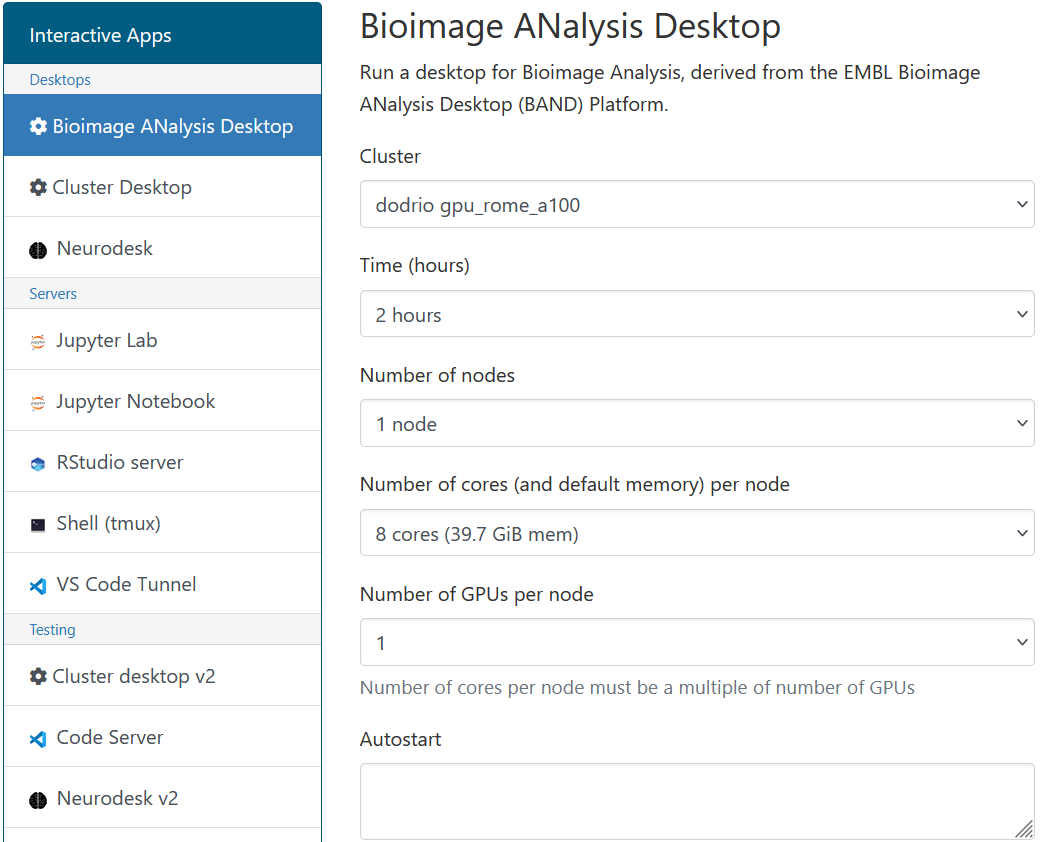 Interactive Apps
Desktops
Bioimage ANalysis Desktop
Cluster Desktop
Neurodesk
Servers
Jupyter Lab
Jupyter Notebook
RStudio server
Shell (tmux)
VS Code Tunnel
Testing
Cluster desktop v2
Code Server
Neurodesk v2
Bioimage ANalysis Desktop
Run a desktop for Bioimage Analysis, derived from the EMBL Bioimage
ANalysis Desktop (BAND) Platform.
Cluster
dodrio gpu_rome_a100
Time (hours)
2 hours
Number of nodes
1 node
Number of cores (and default memory) per node
8 cores (39.7 GiB mem)
Number of GPUs per node
1
Number of cores per node must be a multiple of number of GPUs
Autostart